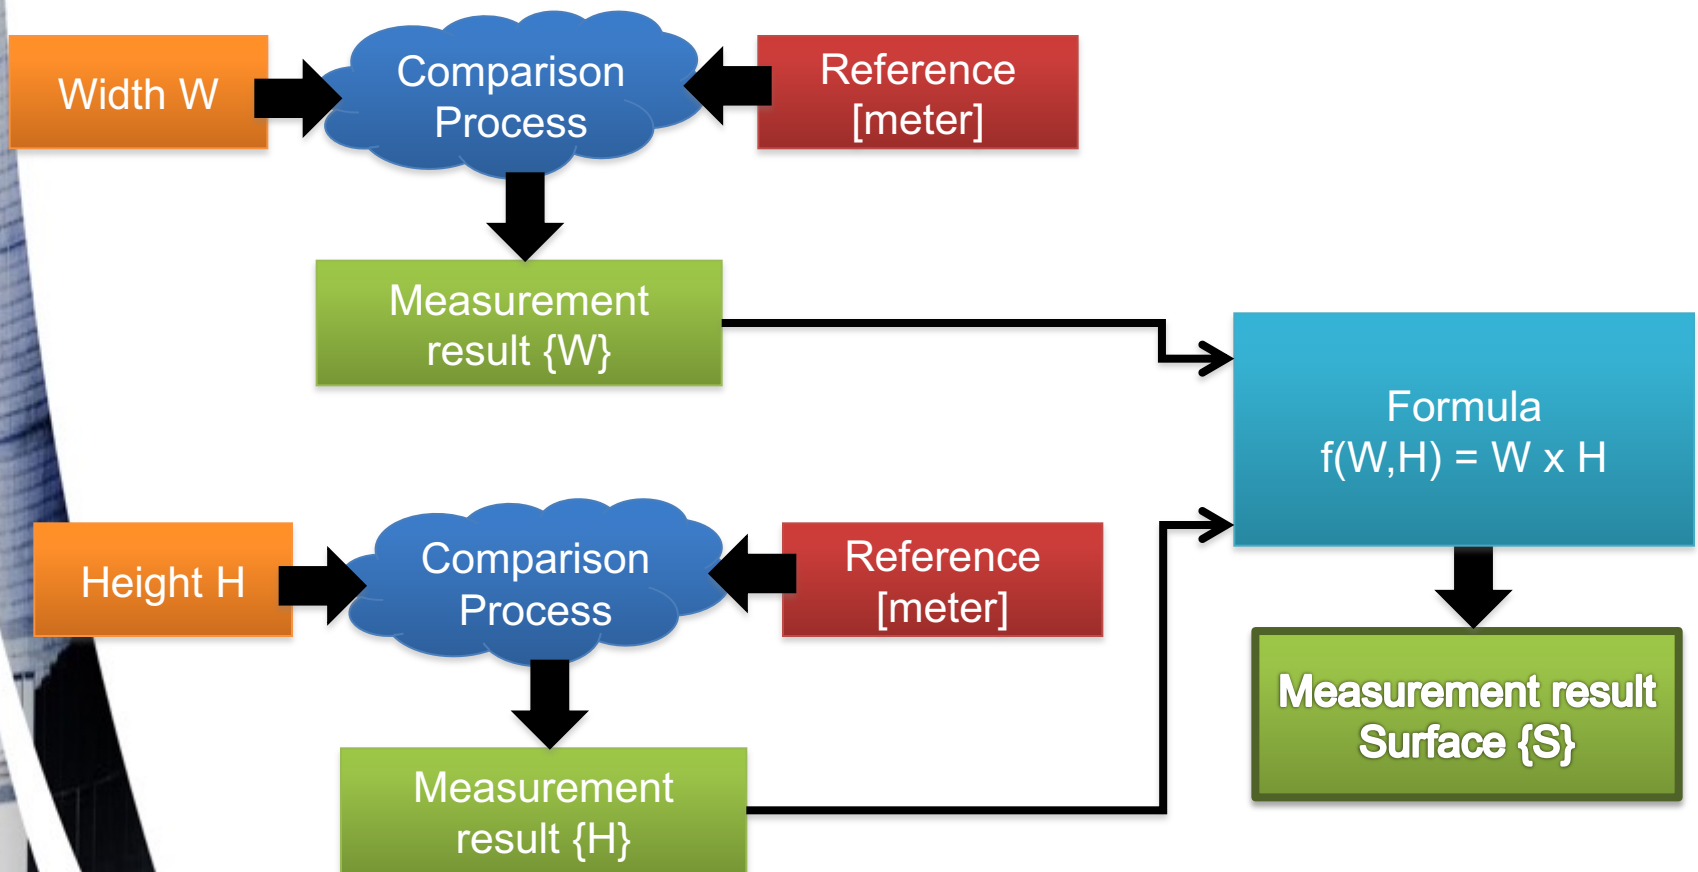 Width W
Comparison
Process
Reference
[meter]
Measurement
result {W}
Formula
f(W,H) = W x H
Height H
Comparison
Process
Reference
[meter]
Measurement result
Surface {S}
Measurement
result {H}